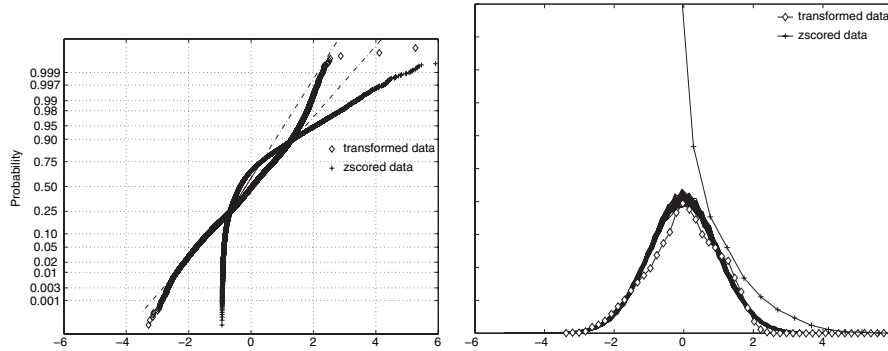 0.999
0.997
0.99
0.98
0.95
0.90
0.75
0.50
0.25
0.10
0.05
0.02
0.01
0.003
0.001
Probability
transformed data
zscored data
−6 −4 −2 0 2 4 6
transformed data
zscored data
−6 −4 −2 0 2 4 6